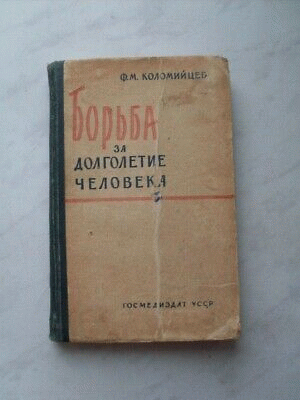 Ф.М. КОЛОМИЙЦЕВ
Борьба
ЗА
ДОЛГОЛЕТИЕ
ЧЕЛОВЕКА
ГОСМЕДИЗДАТ УССР